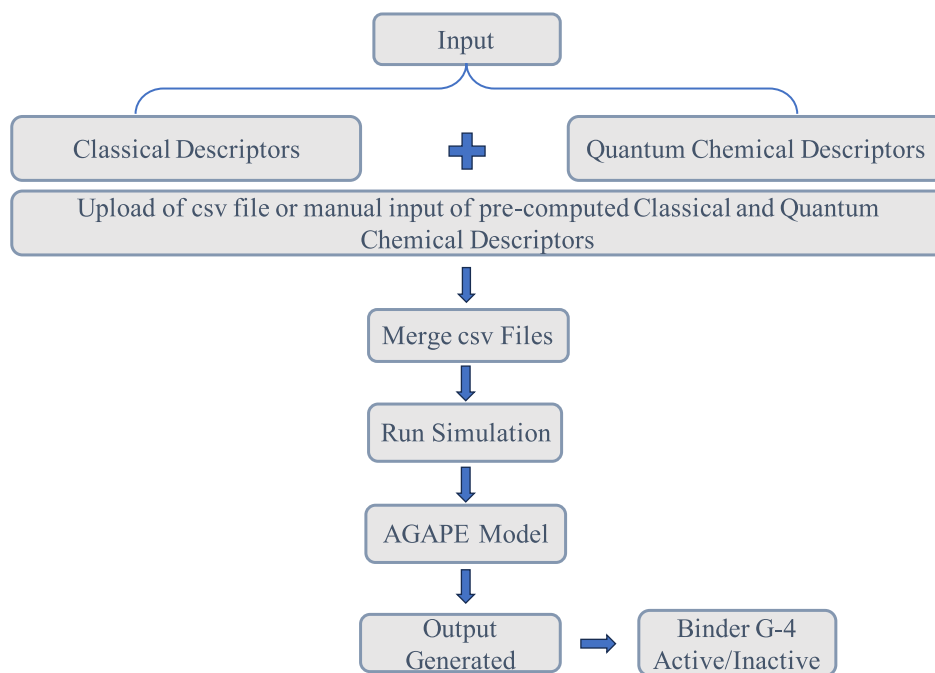 Input
Classical Descriptors
Quantum Chemical Descriptors
Upload of csv file or manual input of pre-computed Classical and Quantum
Chemical Descriptors
Merge csv Files
Run Simulation
AGAPE Model
Output
Generated
Binder G-4
Active/Inactive